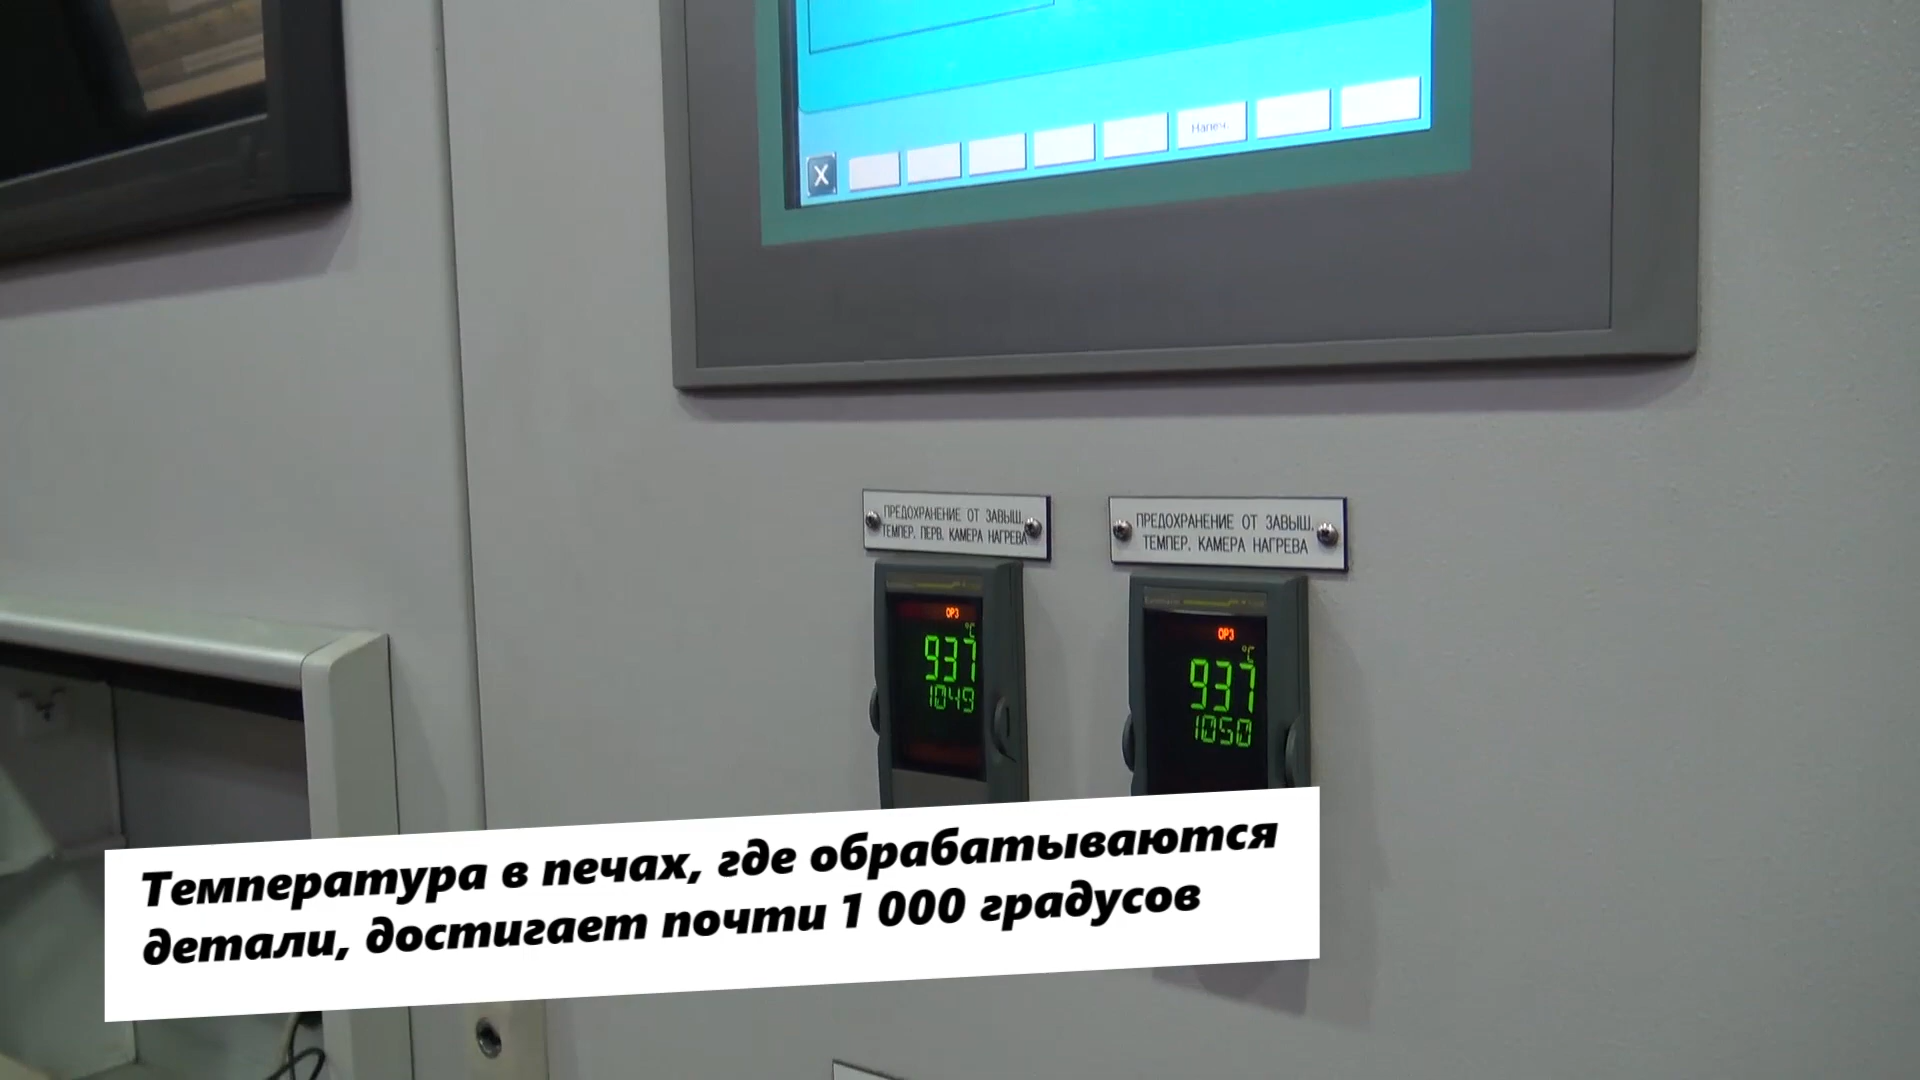 Напеч.
X
ПРЕДОХРАНЕНИЕ ОТ ЗАВЫШ.
ТЕМПЕР. ПЕРВ. КАМЕРА НАГРЕВА
ПРЕДОХРАНЕНИЕ ОТ ЗАВЫШ.
ТЕМПЕР. КАМЕРА НАГРЕВА
OP3
°C
937
1049
OP3
°C
937
1050
Температура в печах, где обрабатываются
детали, достигает почти 1 000 градусов